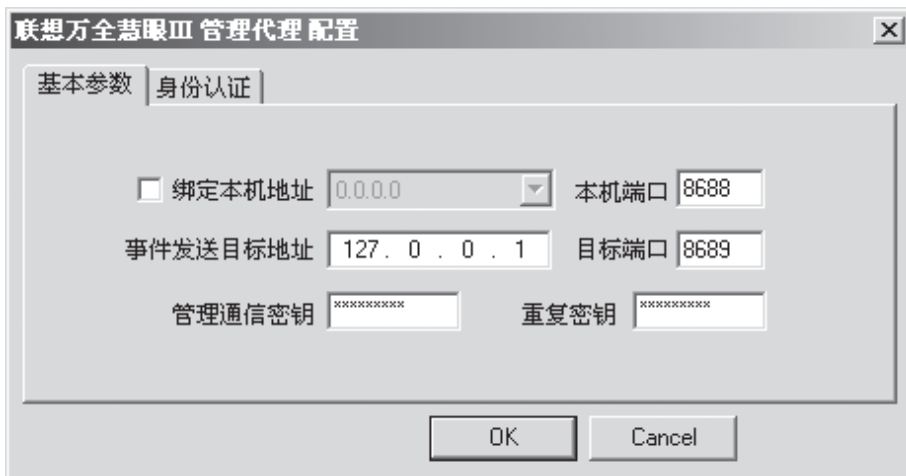 联想万全慧眼III 管理代理 配置
基本参数 身份认证
绑定本机地址 0.0.0.0 本机端口 8688
事件发送目标地址 127 . 0 . 0 . 1 目标端口 8689
管理通信密钥 ********* 重复密钥 *********
OK Cancel